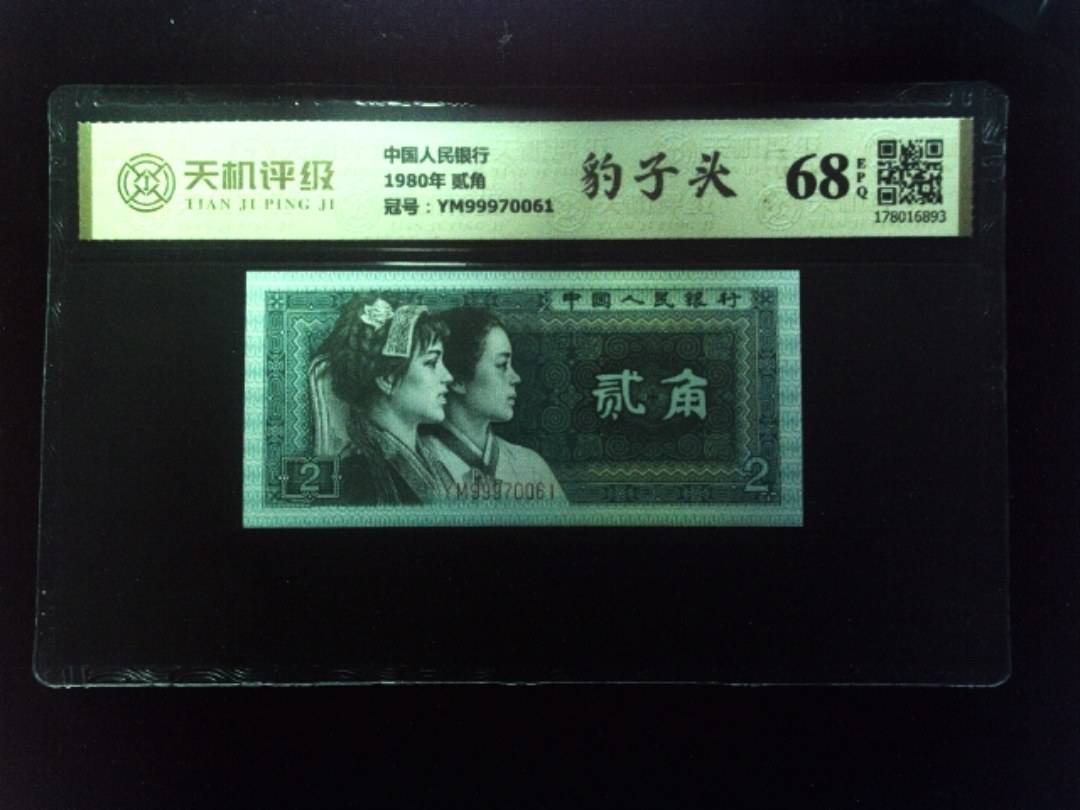 天机评级
TIAN JI PING JI
中国人民银行
1980年 贰角
冠号：YM99970061
豹子头
68
EPQ
178016893
中国人民银行
贰角
2
2
YM99970061